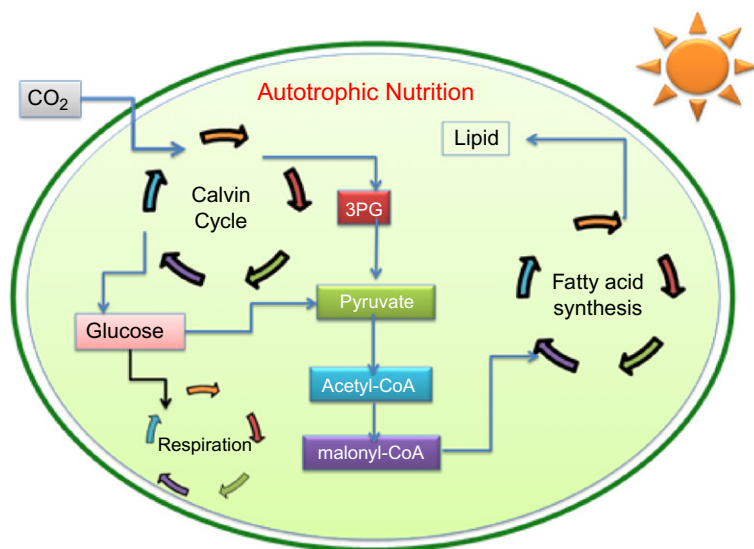 Autotrophic Nutrition
CO₂
Lipid
Calvin
Cycle
3PG
Fatty acid
synthesis
Pyruvate
Glucose
Acetyl-CoA
Respiration
malonyl-CoA